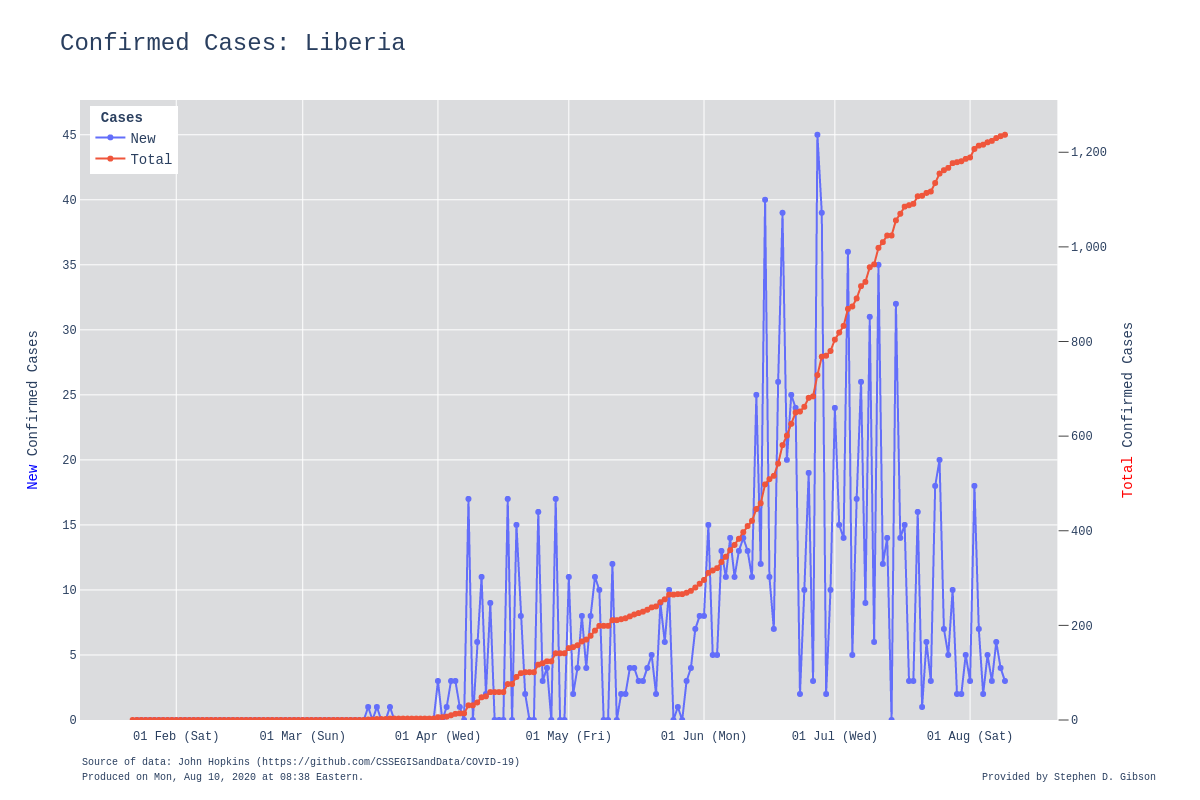 Confirmed Cases: Liberia
Cases
New
Total
45
40
35
30
25
20
15
10
5
0
1,200
1,000
800
600
400
200
0
New Confirmed Cases
Total Confirmed Cases
01 Feb (Sat)
01 Mar (Sun)
01 Apr (Wed)
01 May (Fri)
01 Jun (Mon)
01 Jul (Wed)
01 Aug (Sat)
Source of data: John Hopkins (https://github.com/CSSEGISandData/COVID-19)
Produced on Mon, Aug 10, 2020 at 08:38 Eastern.
Provided by Stephen D. Gibson